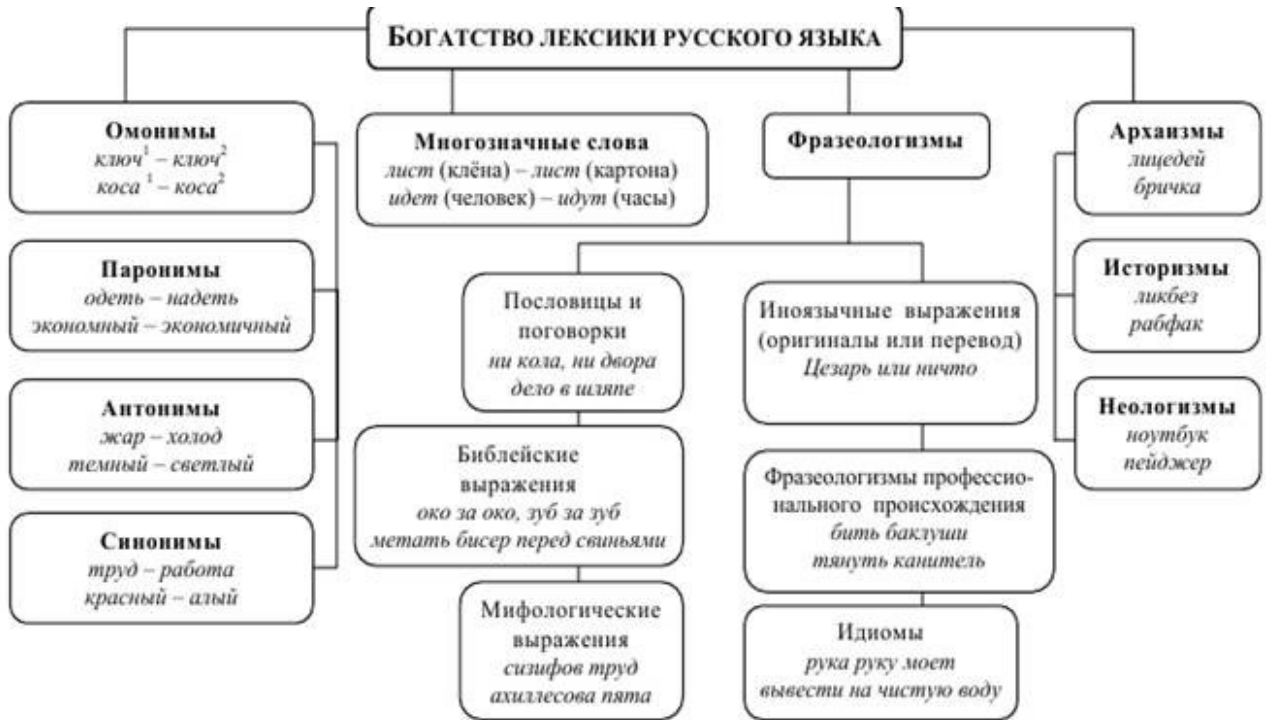 БОГАТСТВО ЛЕКСИКИ РУССКОГО ЯЗЫКА
Омонимы
ключ¹ – ключ²
коса ¹ – коса²
Паронимы
одеть – надеть
экономный – экономичный
Антонимы
жар – холод
темный – светлый
Синонимы
труд – работа
красный – алый
Многозначные слова
лист (клёна) – лист (картона)
идет (человек) – идут (часы)
Фразеологизмы
Пословицы и
поговорки
ни кола, ни двора
дело в шляпе
Библейские
выражения
око за око, зуб за зуб
метать бисер перед свиньями
Мифологические
выражения
сизифов труд
ахиллесова пята
Иноязычные выражения
(оригиналы или перевод)
Цезарь или ничто
Фразеологизмы профессио-
нального происхождения
бить баклуши
тянуть канитель
Идиомы
рука руку моет
вывести на чистую воду
Архаизмы
лицедей
бричка
Историзмы
ликбез
рабфак
Неологизмы
ноутбук
пейджер